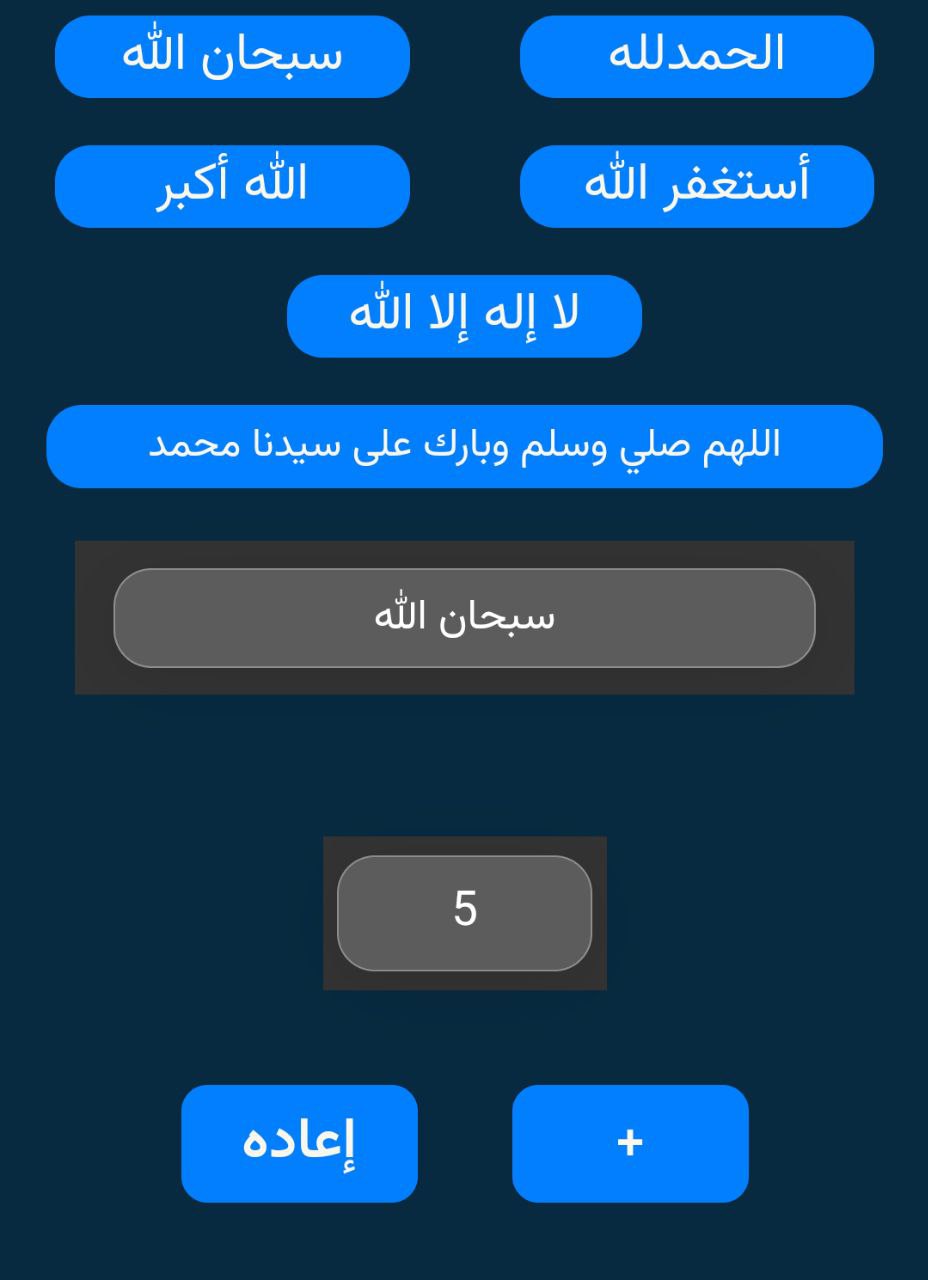 الحمدلله
سبحان الله
أستغفر الله
الله أكبر
لا إله إلا الله
اللهم صلي وسلم وبارك على سيدنا محمد
سبحان الله
5
+
إعاده